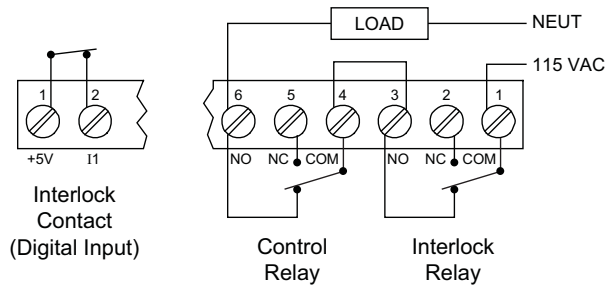 LOAD
NEUT
115 VAC
1 2
6 5 4 3 2 1
+5V I1
NO NC COM NO NC COM
Interlock
Contact
(Digital Input)
Control
Relay
Interlock
Relay